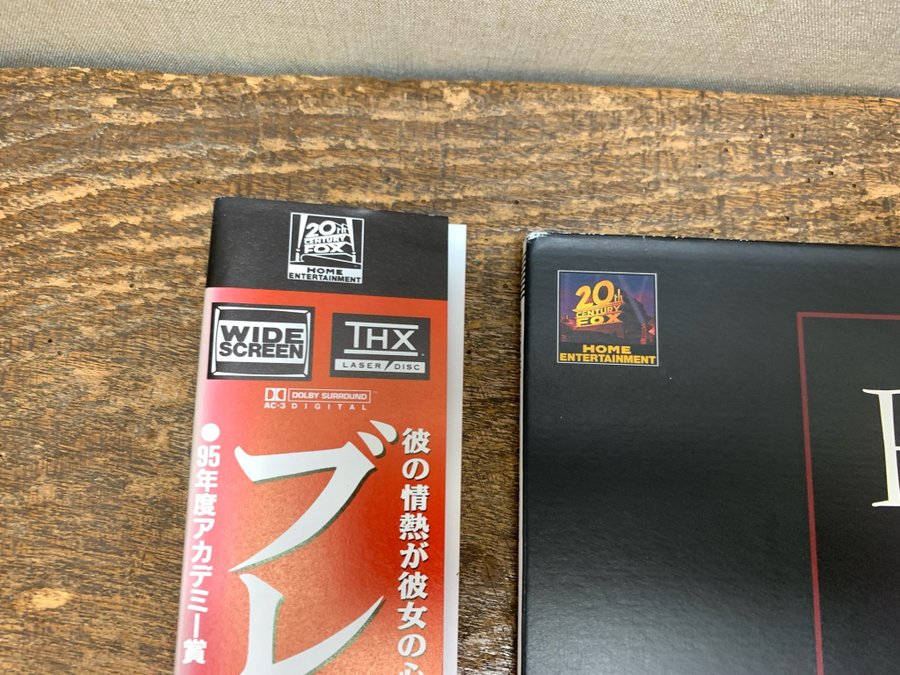 20th
CENTURY
FOX
HOME
ENTERTAINMENT
WIDE
SCREEN
THX
LASER DISC
DOLBY SURROUND
AC-3 DIGITAL
彼の情熱が彼女の心
ブレ
●95年度アカデミー賞
20th
CENTURY
FOX
HOME
ENTERTAINMENT